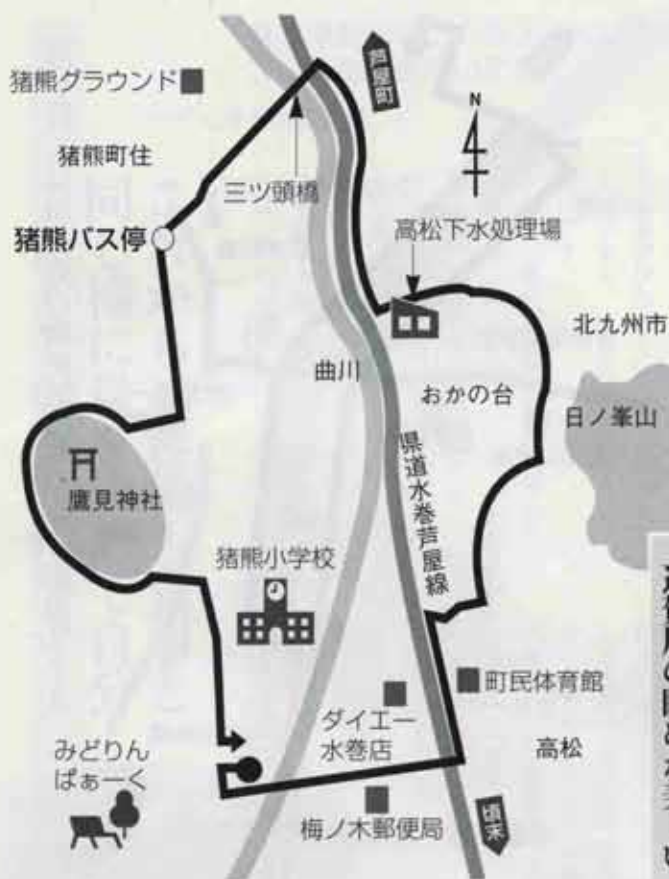 芦屋町
猪熊グラウンド
N
猪熊町住
三ツ頭橋
猪熊バス停
高松下水処理場
北九州市
曲川
おかの台
日ノ峯山
県道水巻芦屋線
鷹見神社
猪熊小学校
町民体育館
ダイエー
水巻店
高松
みどりん
ぱぁーく
梅ノ木郵便局
頃末